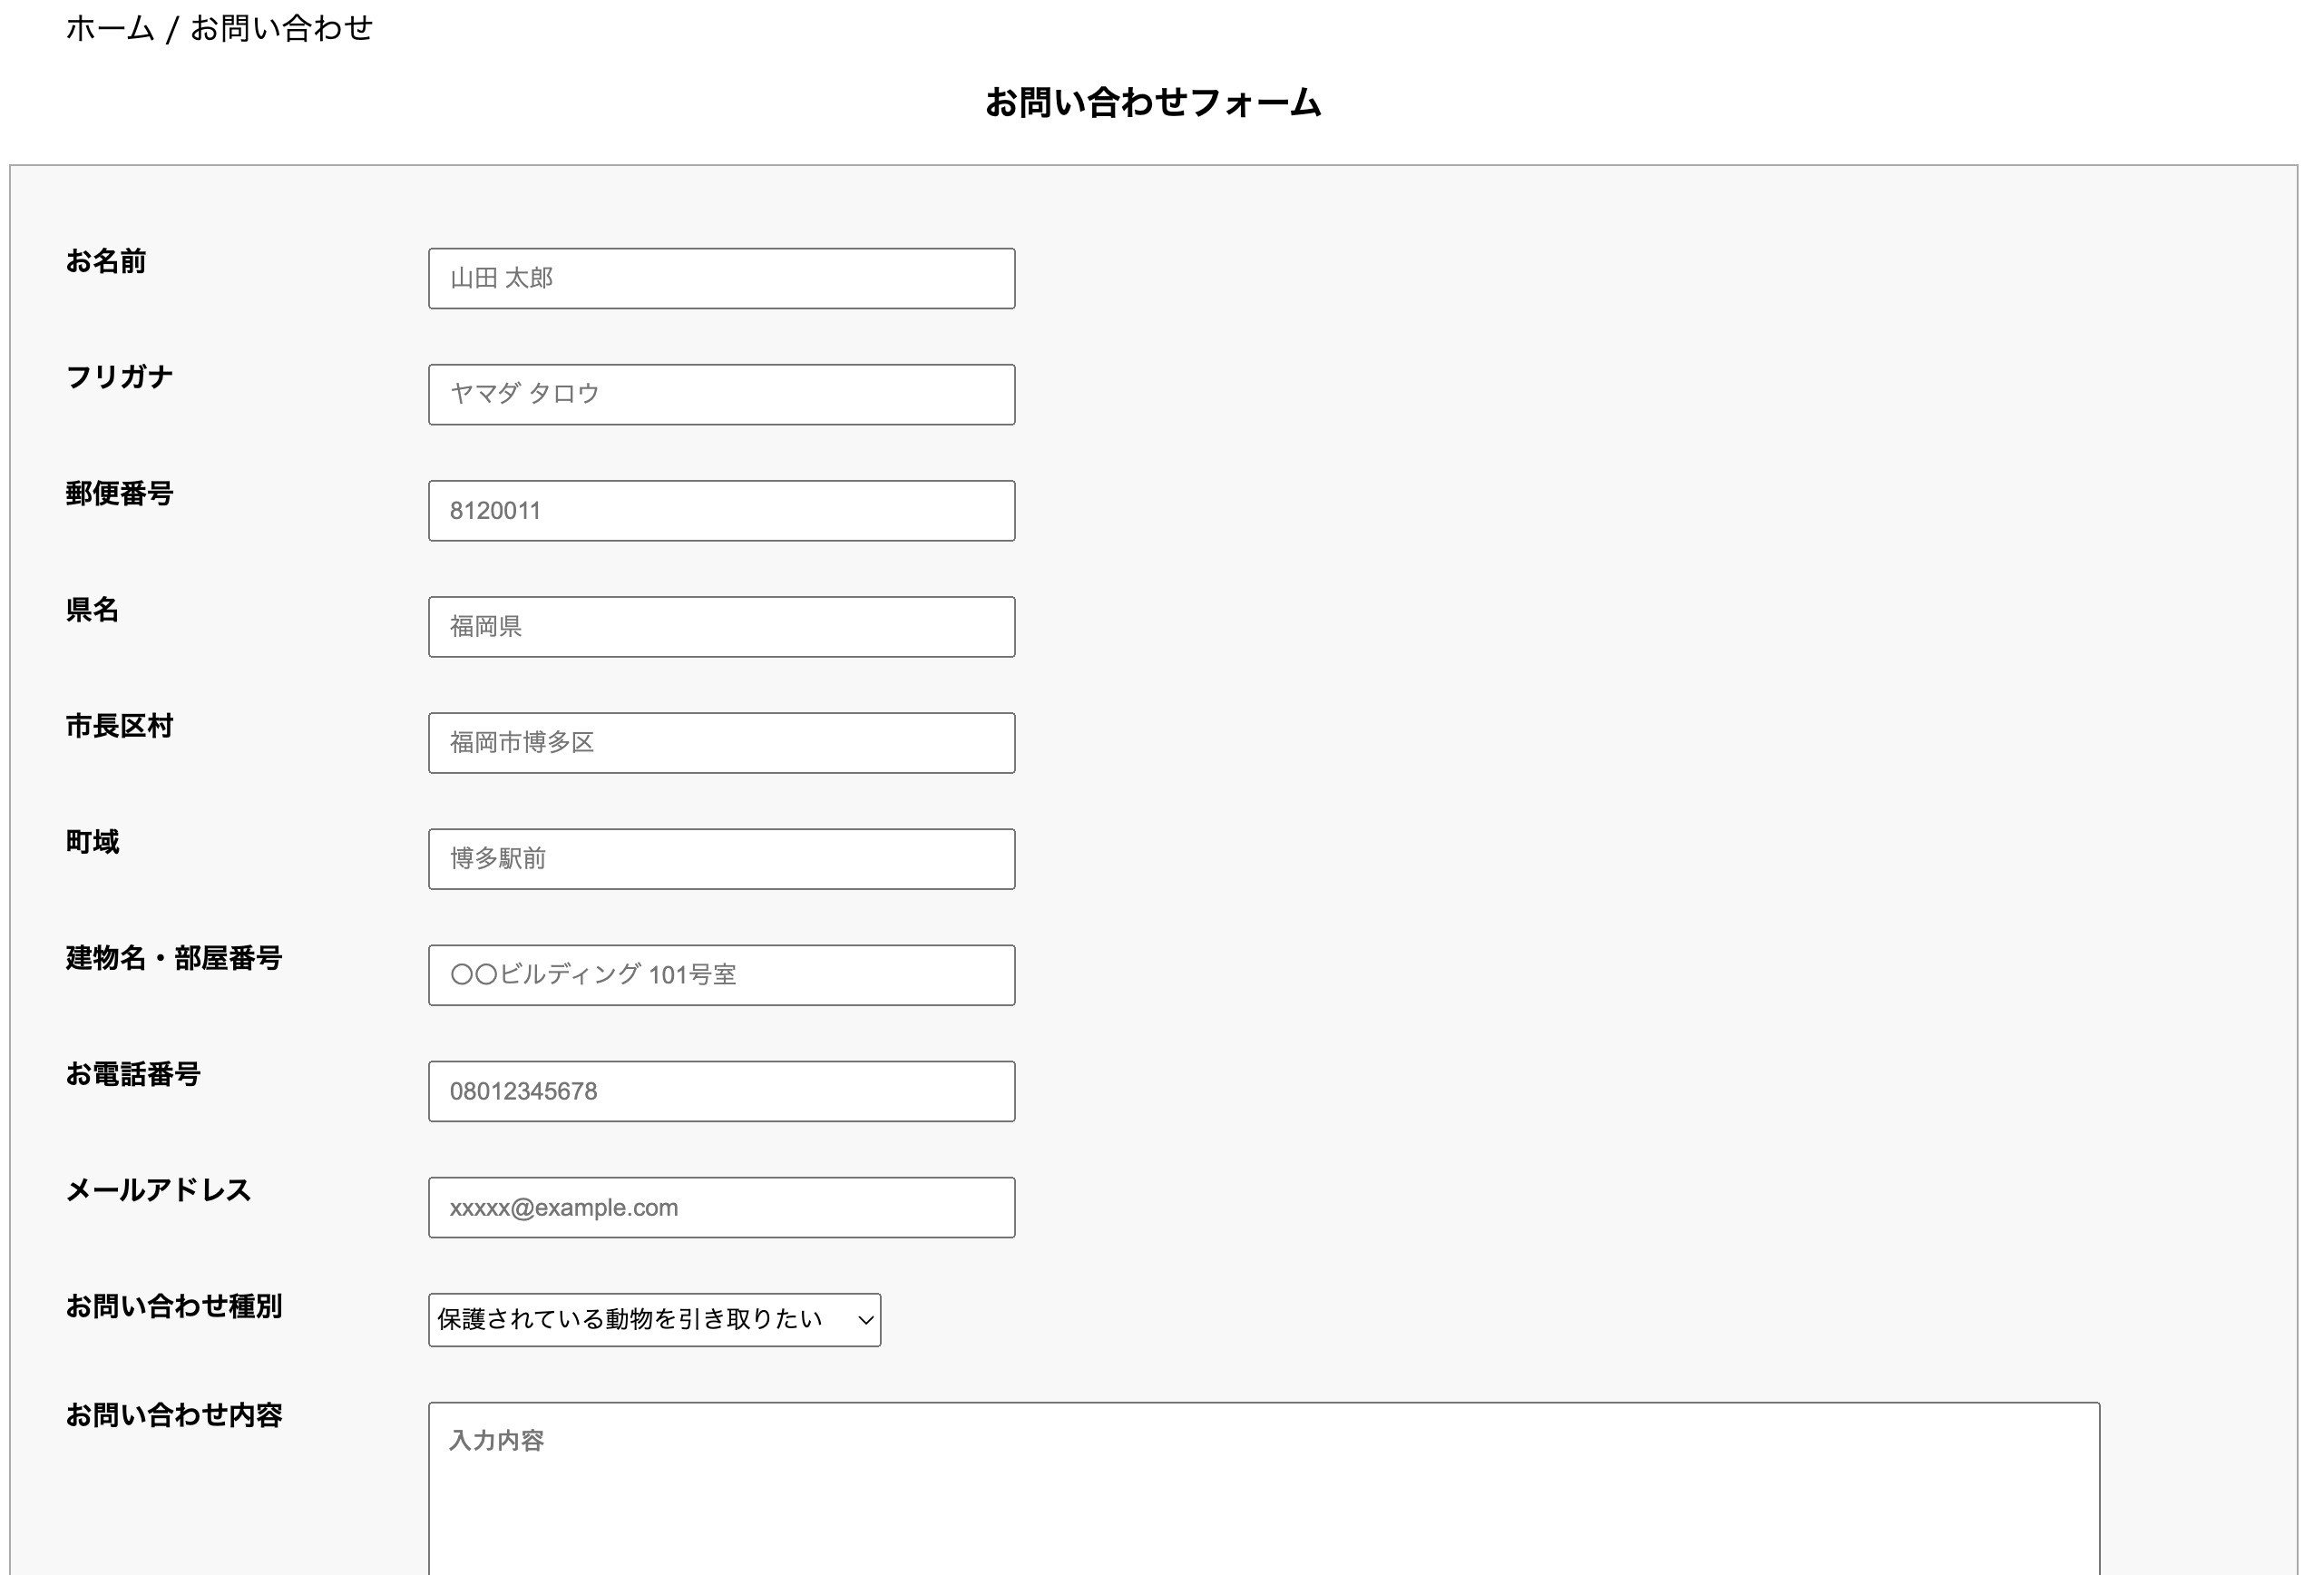 ホーム / お問い合わせ
お問い合わせフォーム
お名前
山田 太郎
フリガナ
ヤマダ タロウ
郵便番号
8120011
県名
福岡県
市長区村
福岡市博多区
町域
博多駅前
建物名・部屋番号
〇〇ビルディング 101号室
お電話番号
08012345678
メールアドレス
xxxxx@example.com
お問い合わせ種別
保護されている動物を引き取りたい
お問い合わせ内容
入力内容